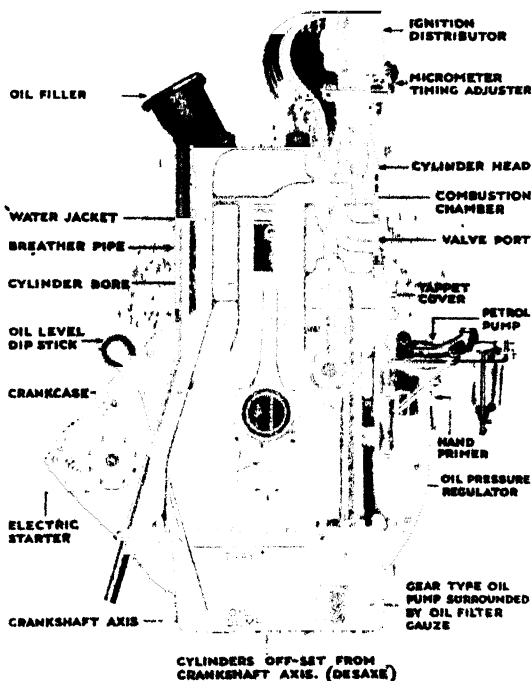 IGNITION
DISTRIBUTOR
OIL FILLER
MICROMETER
TIMING ADJUSTER
CYLINDER HEAD
COMBUSTION
CHAMBER
WATER JACKET
VALVE PORT
BREATHER PIPE
CYLINDER BORE
TAPPET
COVER
PETROL
PUMP
OIL LEVEL
DIP STICK
CRANKCASE
HAND
PRIMER
OIL PRESSURE
REGULATOR
ELECTRIC
STARTER
GEAR TYPE OIL
PUMP SURROUNDED
BY OIL FILTER
GAUZE
CRANKSHAFT AXIS
CYLINDERS OFF-SET FROM
CRANKSHAFT AXIS. (DESAXE)